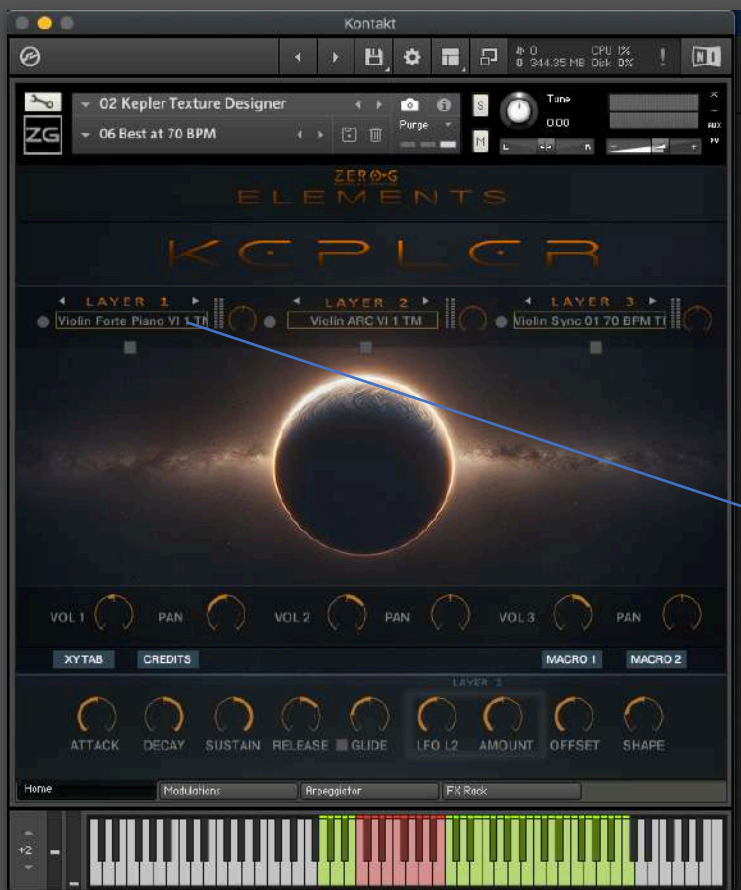 Kontakt
0 CPU 1%
0 344.35 MB Disk 0% ! NI
02 Kepler Texture Designer
S
Tune
×
ZG
06 Best at 70 BPM
Purge
M
0.00
AUX
PV
L R - +
ZERO-G
ELEMENTS
KEPLER
LAYER 1 LAYER 2 LAYER 3
Violin Forte Piano VI 1 TM Violin ARC VI 1 TM Violin Sync 01 70 BPM TM
VOL 1 PAN VOL 2 PAN VOL 3 PAN
XYTAB CREDITS MACRO 1 MACRO 2
LAYER 2
ATTACK DECAY SUSTAIN RELEASE GLIDE LFO L2 AMOUNT OFFSET SHAPE
Home Modulations Arpeggiator FX Rack
+2